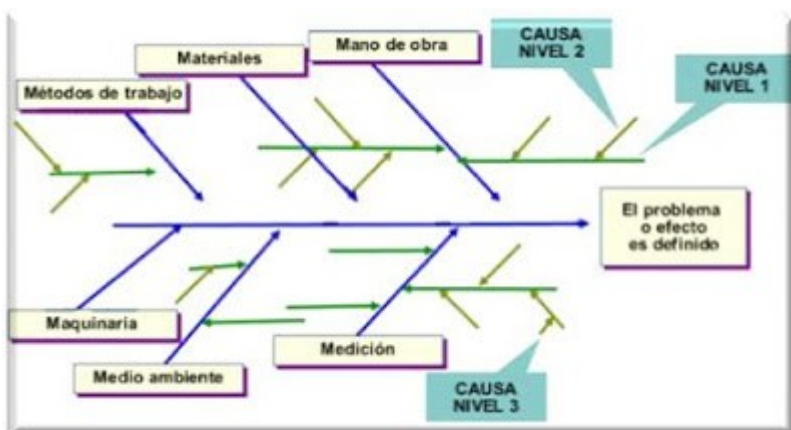 Mano de obra
CAUSA
NIVEL 2
Materiales
CAUSA
NIVEL 1
Métodos de trabajo
El problema
o efecto
es definido
Maquinaria
Medición
Medio ambiente
CAUSA
NIVEL 3